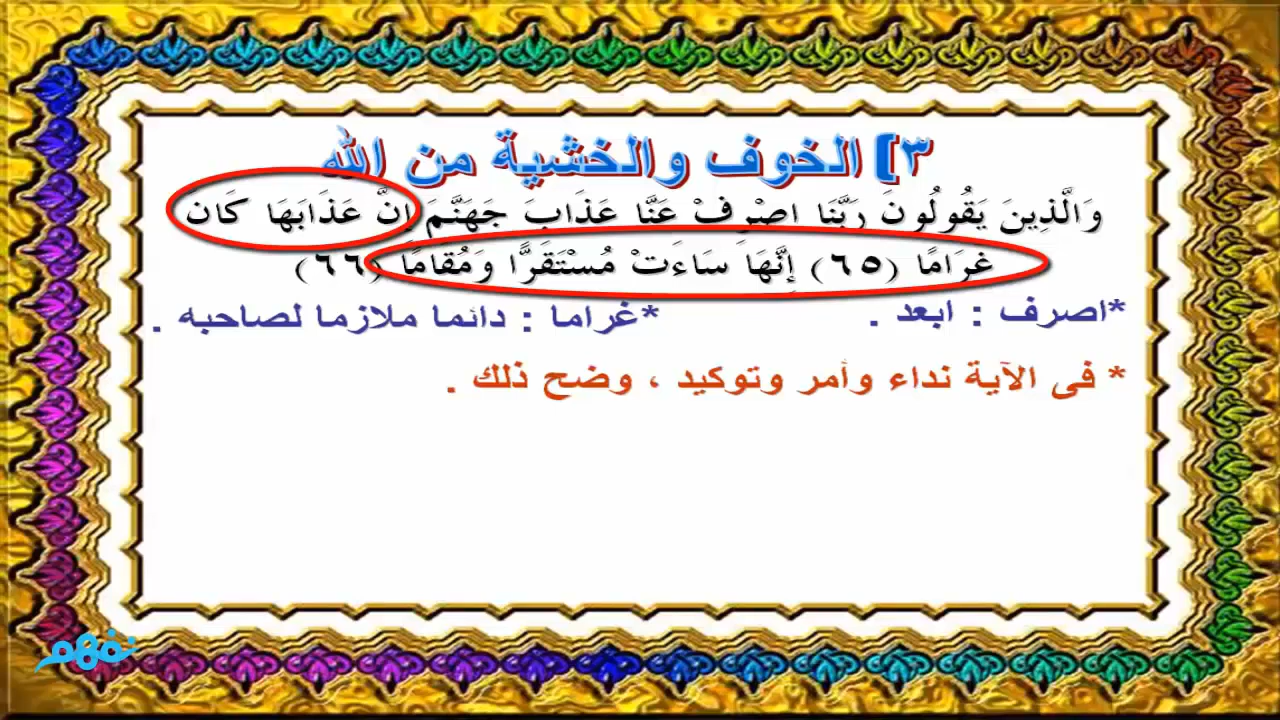 ٣) الخوف والخشية من الله
وَالَّذِينَ يَقُولُونَ رَبَّنَا اصْرِفْ عَنَّا عَذَابَ جَهَنَّمَ إِنَّ عَذَابَهَا كَانَ
غَرَامًا (٦٥) إِنَّهَا سَاءَتْ مُسْتَقَرًّا وَمُقَامًا (٦٦)
*اصرف : ابعد . *غراما : دائما ملازما لصاحبه .
* فى الآية نداء وأمر وتوكيد ، وضح ذلك .
نفهم